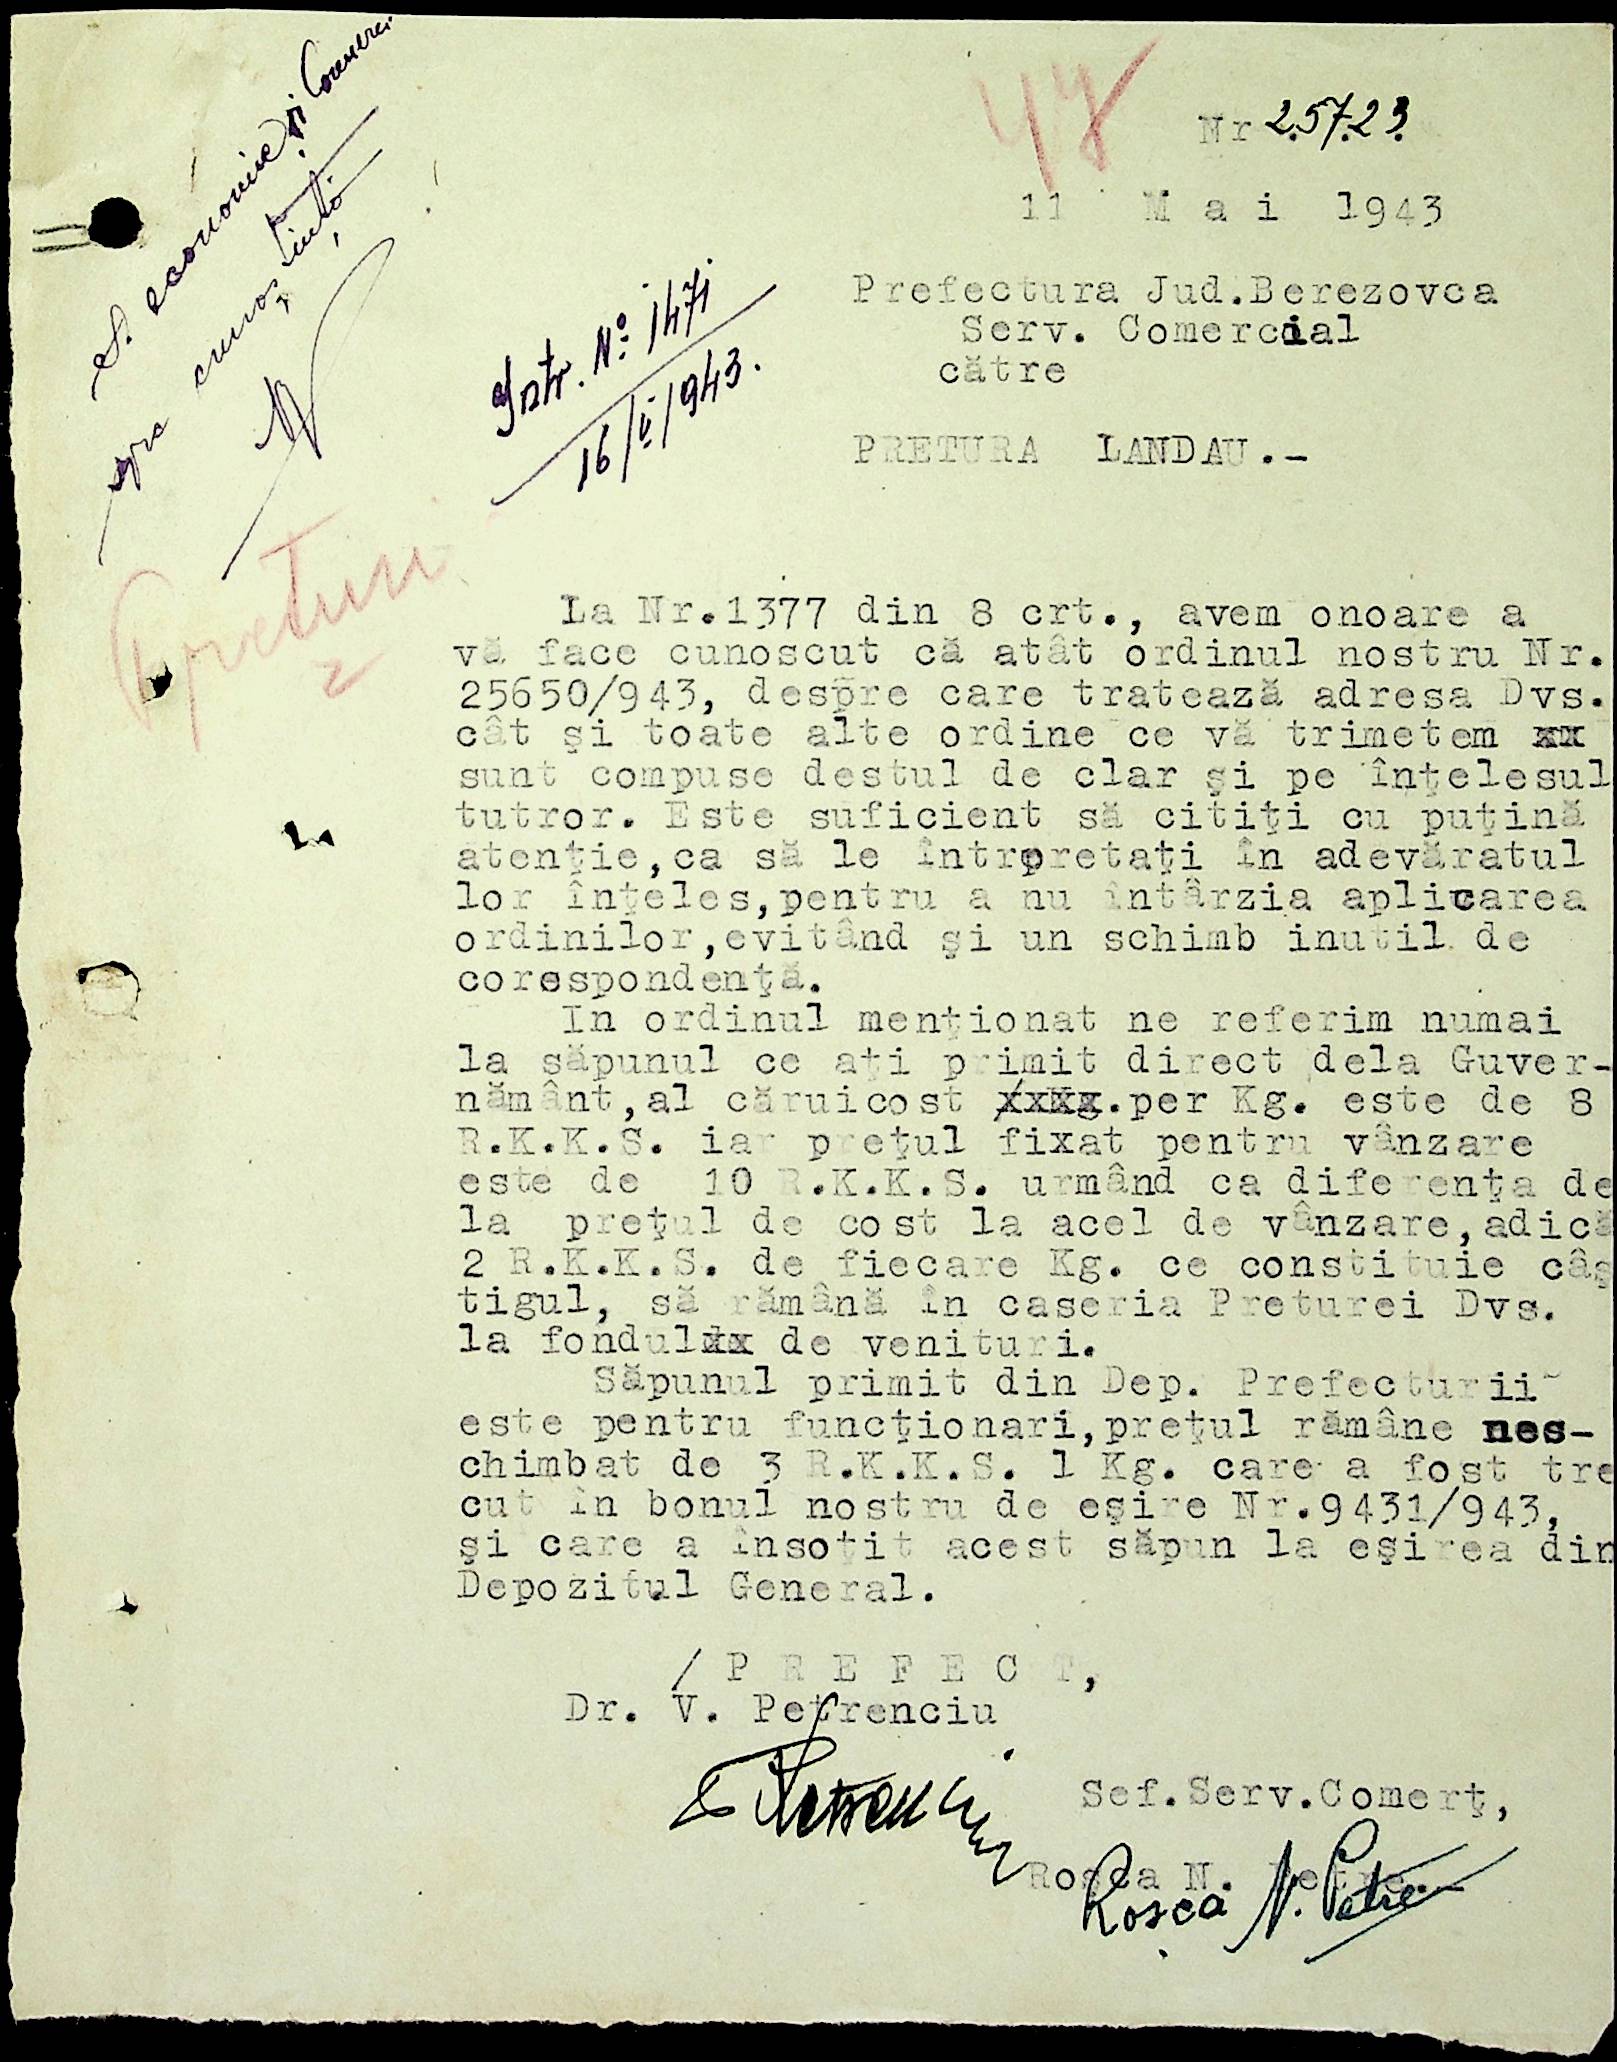 S. economic și Comerci
spre cunoștință
47
Nr 25723
11 Mai 1943
Intr. No 1471
16/V/1943.
Prefectura Jud.Berezovca
Serv. Comercial
către
PRETURA LANDAU.-
La Nr.1377 din 8 crt., avem onoare a
vă face cunoscut că atât ordinul nostru Nr.
25650/943, despre care tratează adresa Dvs.
cât şi toate alte ordine ce vă trimetem xx
sunt compuse destul de clar şi pe înţelesul
tutror. Este suficient să citiţi cu puţină
atenţie,ca să le întrpretaţi în adevăratul
lor înţeles,pentru a nu întârzia aplicarea
ordinilor,evitând şi un schimb inutil de
corespondenţă.
In ordinul menţionat ne referim numai
la săpunul ce aţi primit direct dela Guver-
nământ,al căruicost xxKg.per Kg. este de 8
R.K.K.S. iar preţul fixat pentru vânzare
este de 10 R.K.K.S. urmând ca diferenţa de
la preţul de cost la acel de vânzare,adică
2 R.K.K.S. de fiecare Kg. ce constituie câş
tigul, să rămână în caseria Preturei Dvs.
la fondulxx de venituri.
Săpunul primit din Dep. Prefecturii
este pentru funcţionari,preţul rămâne nes-
chimbat de 3 R.K.K.S. 1 Kg. care a fost tre
cut în bonul nostru de eşire Nr.9431/943,
şi care a însoţit acest săpun la eşirea din
Depozitul General.
/ P R E F E C T,
Dr. V. Petrenciu
Sef.Serv.Comerţ,
Roşca N. Petre.-
Roşca N. Petre